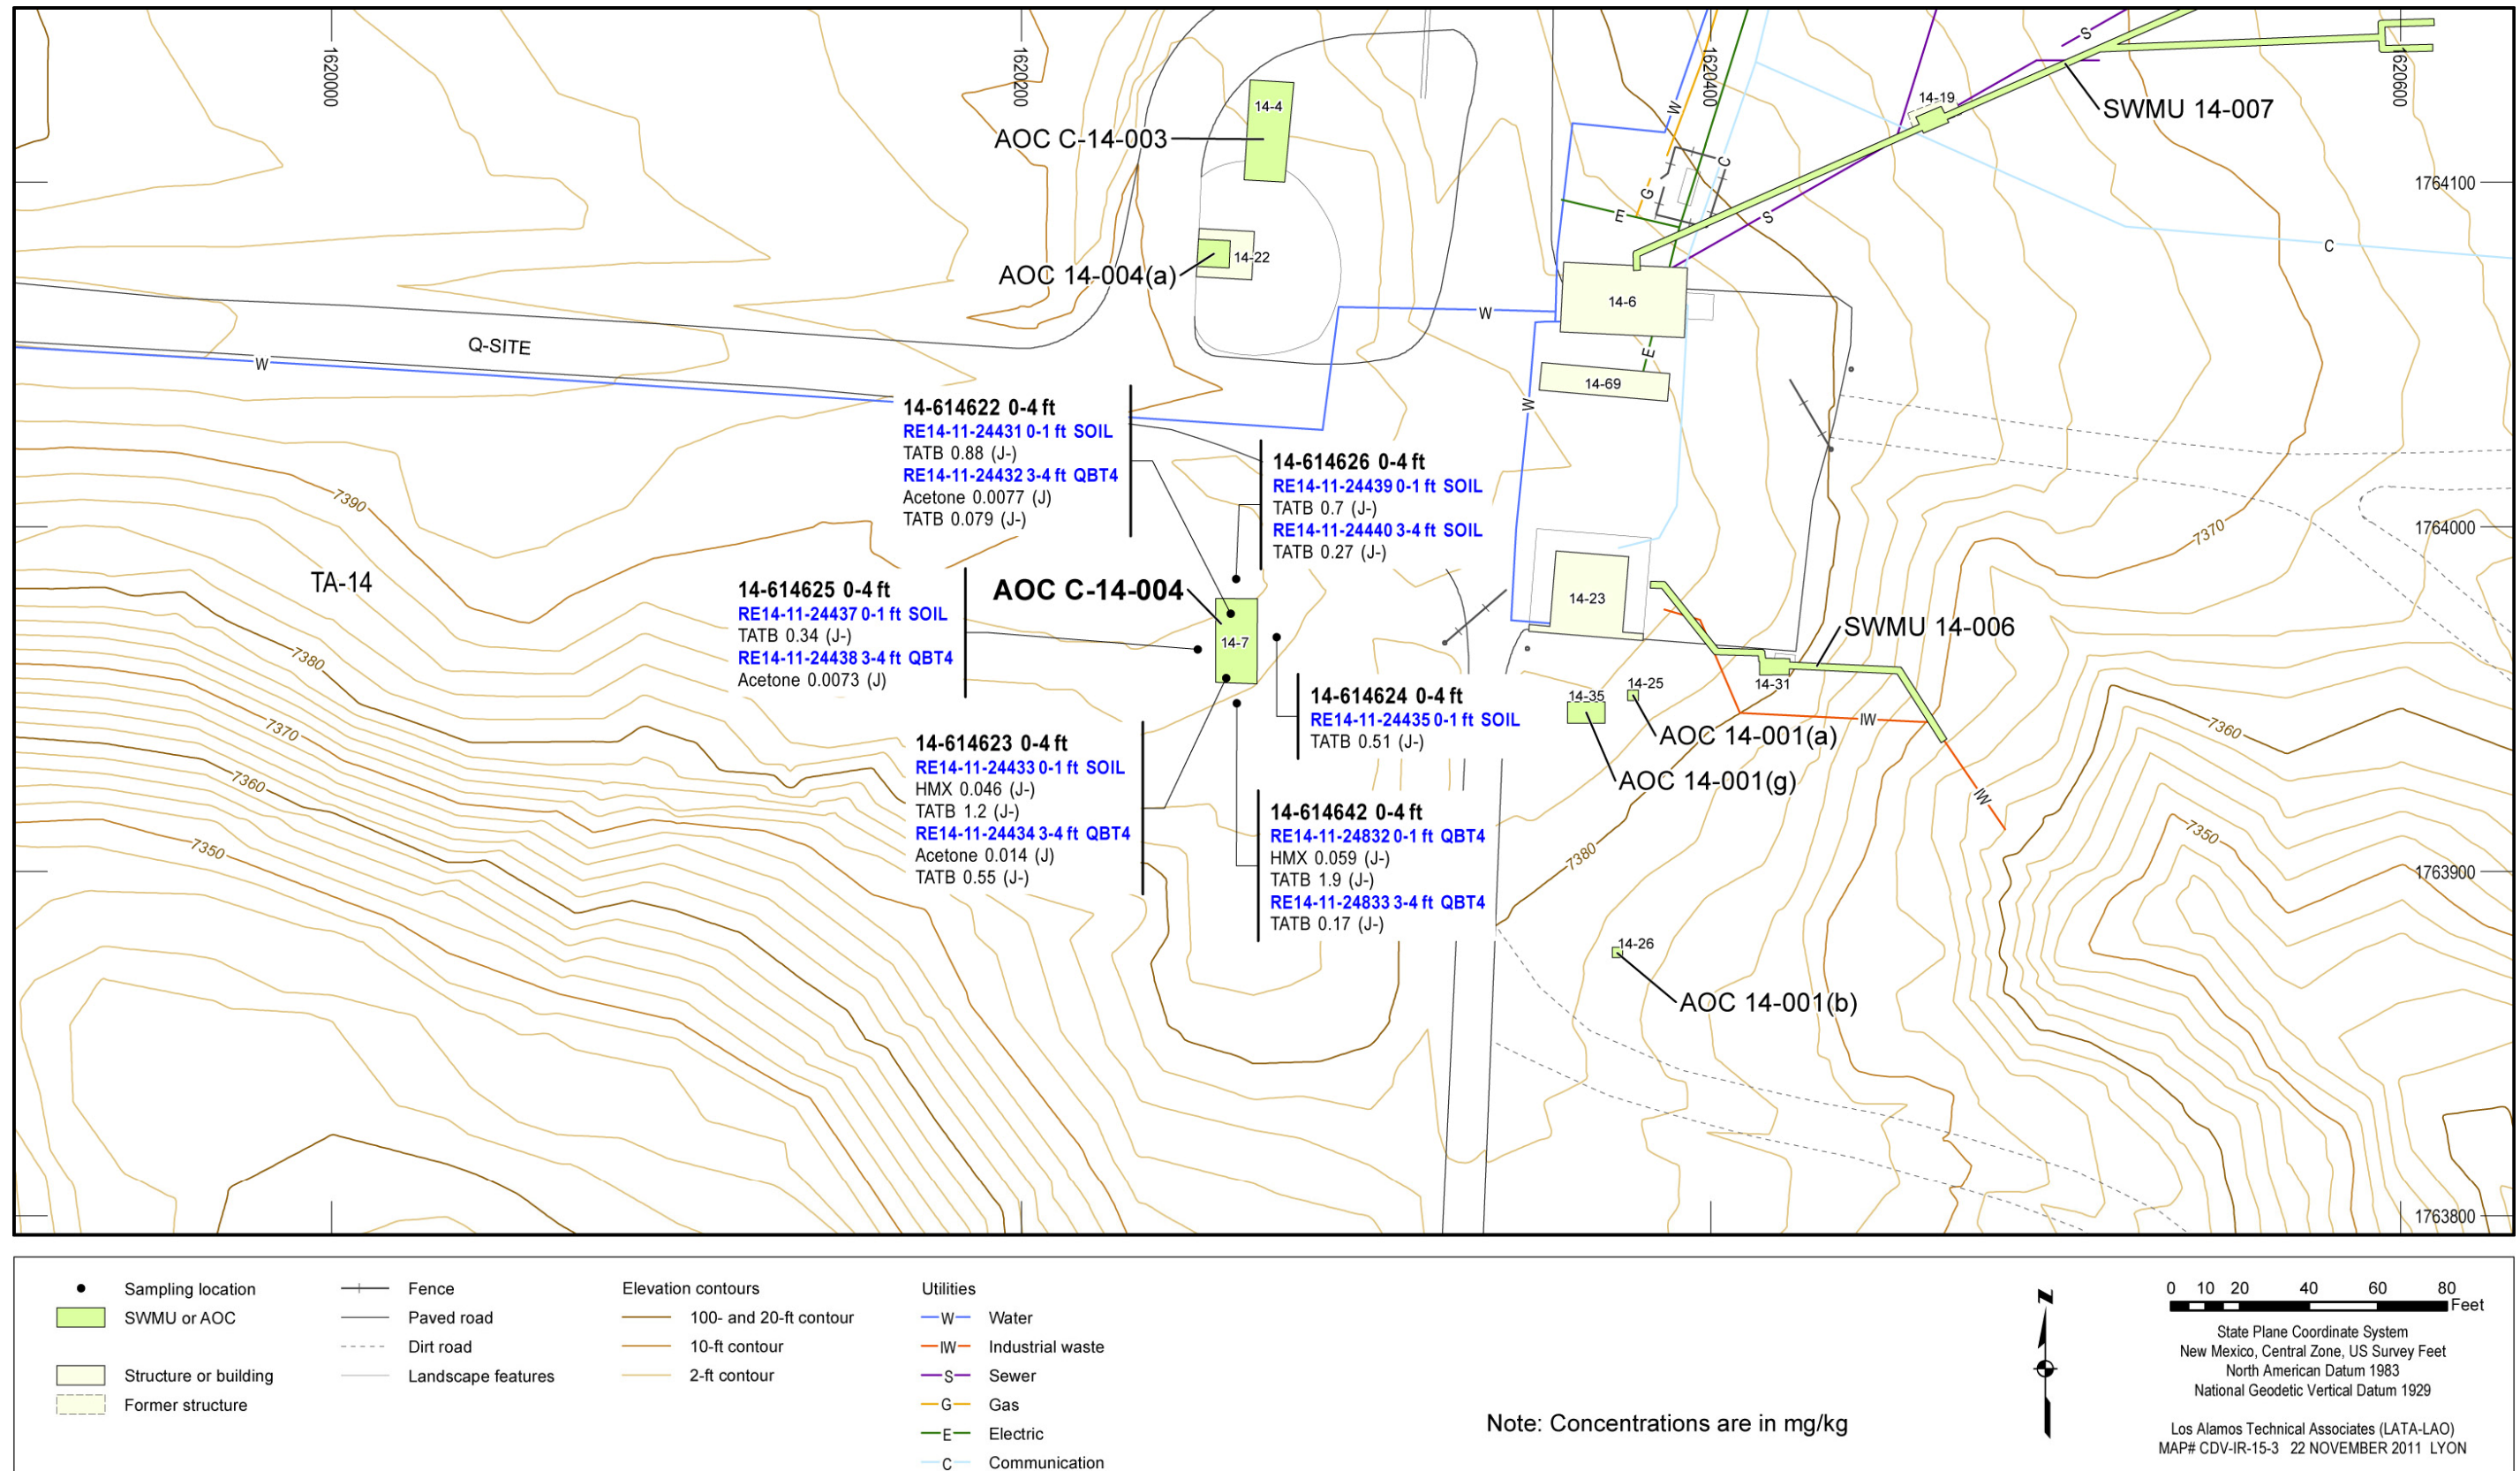 1620000
1620200
1620400
1620600
S
14-4
W
14-19
SWMU 14-007
AOC C-14-003
C
1764100
G
E
S
C
14-22
AOC 14-004(a)
14-6
W
Q-SITE
W
E
14-69
W
14-614622 0-4 ft
RE14-11-24431 0-1 ft SOIL
TATB 0.88 (J-)
RE14-11-24432 3-4 ft QBT4
Acetone 0.0077 (J)
TATB 0.079 (J-)
14-614626 0-4 ft
RE14-11-24439 0-1 ft SOIL
TATB 0.7 (J-)
RE14-11-24440 3-4 ft SOIL
TATB 0.27 (J-)
7390
1764000
7370
TA-14
14-614625 0-4 ft
RE14-11-24437 0-1 ft SOIL
TATB 0.34 (J-)
RE14-11-24438 3-4 ft QBT4
Acetone 0.0073 (J)
AOC C-14-004
14-7
14-23
SWMU 14-006
7380
14-31
14-25
14-35
14-614624 0-4 ft
RE14-11-24435 0-1 ft SOIL
TATB 0.51 (J-)
IW
AOC 14-001(a)
7370
7360
AOC 14-001(g)
7360
IW
14-614623 0-4 ft
RE14-11-24433 0-1 ft SOIL
HMX 0.046 (J-)
TATB 1.2 (J-)
RE14-11-24434 3-4 ft QBT4
Acetone 0.014 (J)
TATB 0.55 (J-)
14-614642 0-4 ft
RE14-11-24832 0-1 ft QBT4
HMX 0.059 (J-)
TATB 1.9 (J-)
RE14-11-24833 3-4 ft QBT4
TATB 0.17 (J-)
7350
7350
7380
1763900
14-26
AOC 14-001(b)
1763800
Sampling location
SWMU or AOC
Structure or building
Former structure
Fence
Paved road
Dirt road
Landscape features
Elevation contours
100- and 20-ft contour
10-ft contour
2-ft contour
Utilities
W Water
IW Industrial waste
S Sewer
G Gas
E Electric
C Communication
Note: Concentrations are in mg/kg
N
0 10 20 40 60 80
Feet
State Plane Coordinate System
New Mexico, Central Zone, US Survey Feet
North American Datum 1983
National Geodetic Vertical Datum 1929
Los Alamos Technical Associates (LATA-LAO)
MAP# CDV-IR-15-3 22 NOVEMBER 2011 LYON